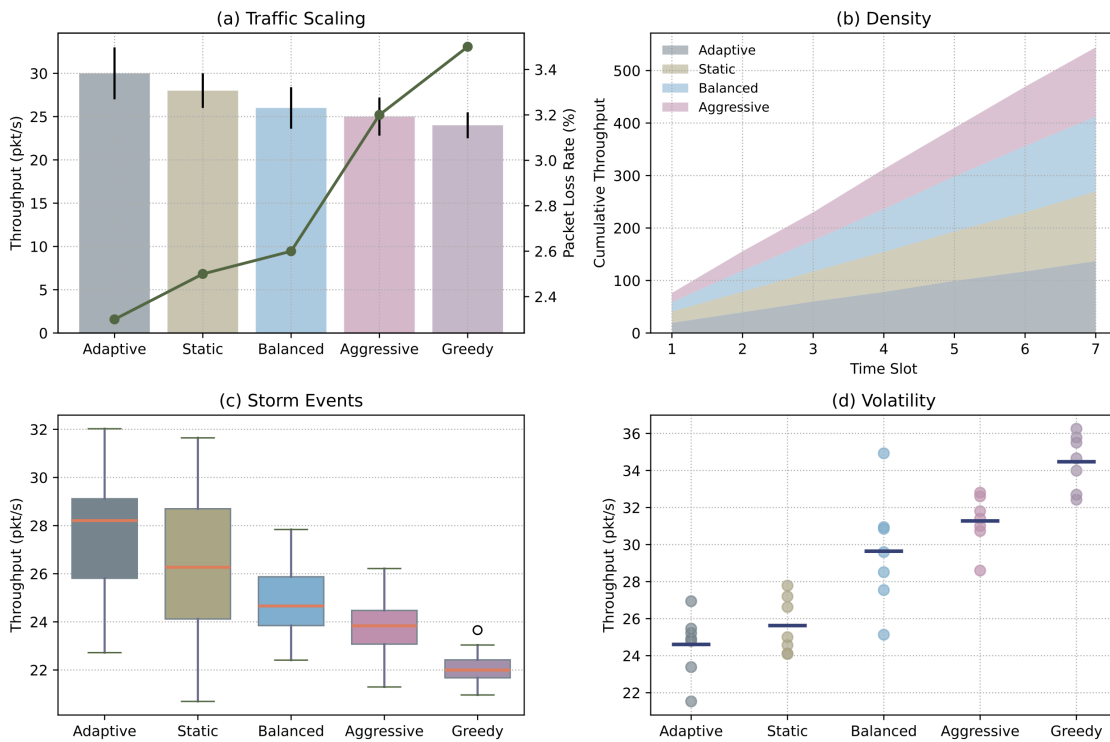 (a) Traffic Scaling
Throughput (pkt/s)
30
25
20
15
10
5
0
3.4
3.2
3.0
2.8
2.6
2.4
Packet Loss Rate (%)
Adaptive Static Balanced Aggressive Greedy
(b) Density
Cumulative Throughput
500
400
300
200
100
0
Adaptive
Static
Balanced
Aggressive
1 2 3 4 5 6 7
Time Slot
(c) Storm Events
Throughput (pkt/s)
32
30
28
26
24
22
Adaptive Static Balanced Aggressive Greedy
(d) Volatility
Throughput (pkt/s)
36
34
32
30
28
26
24
22
Adaptive Static Balanced Aggressive Greedy